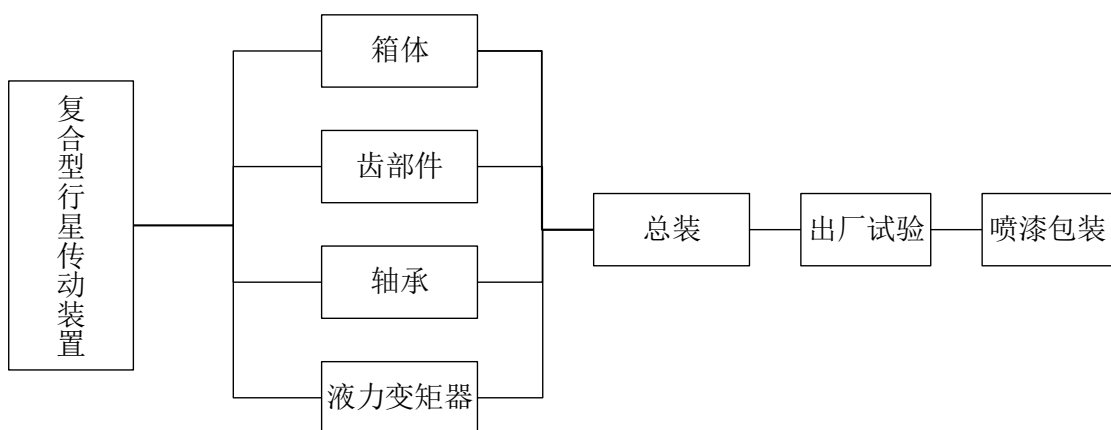 复合型行星传动装置
箱体
齿部件
轴承
液力变矩器
总装
出厂试验
喷漆包装